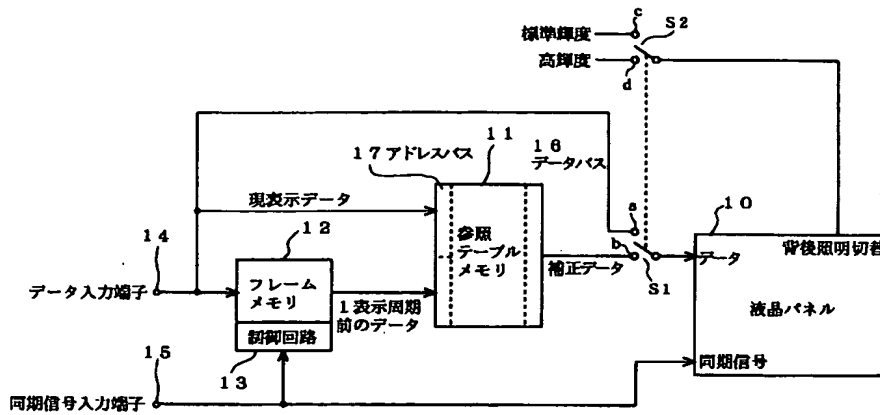 c
標準輝度
S2
高輝度
d
11
17アドレスバス
16
データバス
現表示データ
a
10
14
12
参照
テーブル
メモリ
b
データ
背後照明切替
データ入力端子
フレーム
メモリ
1表示周期
前のデータ
補正データ
S1
液晶パネル
制御回路
15
13
同期信号
同期信号入力端子